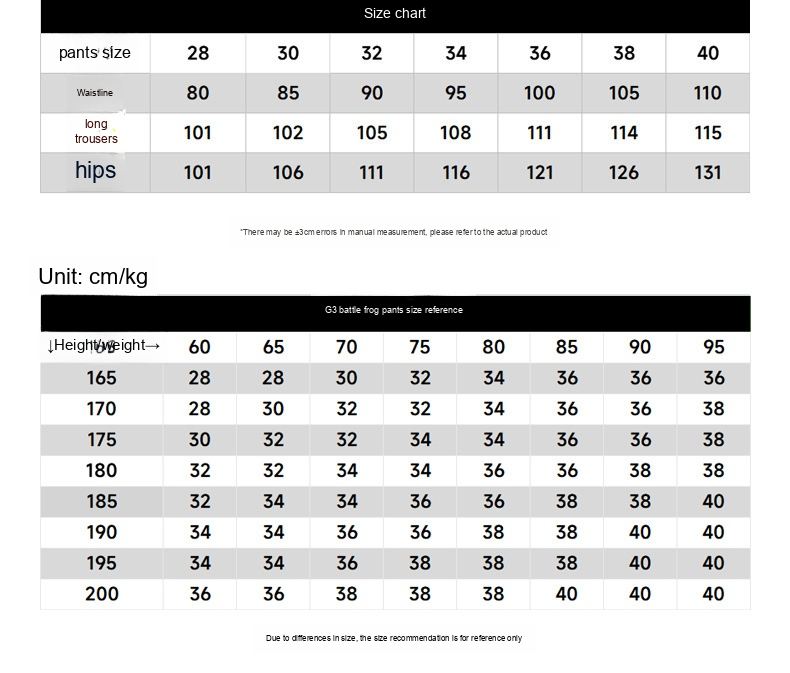 Size chart
pants size 28 30 32 34 36 38 40
Waistline 80 85 90 95 100 105 110
long
trousers 101 102 105 108 111 114 115
hips 101 106 111 116 121 126 131
*There may be ±3cm errors in manual measurement, please refer to the actual product
Unit: cm/kg
G3 battle frog pants size reference
↓Height/weight→ 60 65 70 75 80 85 90 95
165 28 28 30 32 34 36 36 36
170 28 30 32 32 34 36 36 38
175 30 32 32 34 34 36 36 38
180 32 32 34 34 36 36 38 38
185 32 34 34 36 36 38 38 40
190 34 34 36 36 38 38 40 40
195 34 34 36 38 38 38 40 40
200 36 36 38 38 38 40 40 40
Due to differences in size, the size recommendation is for reference only